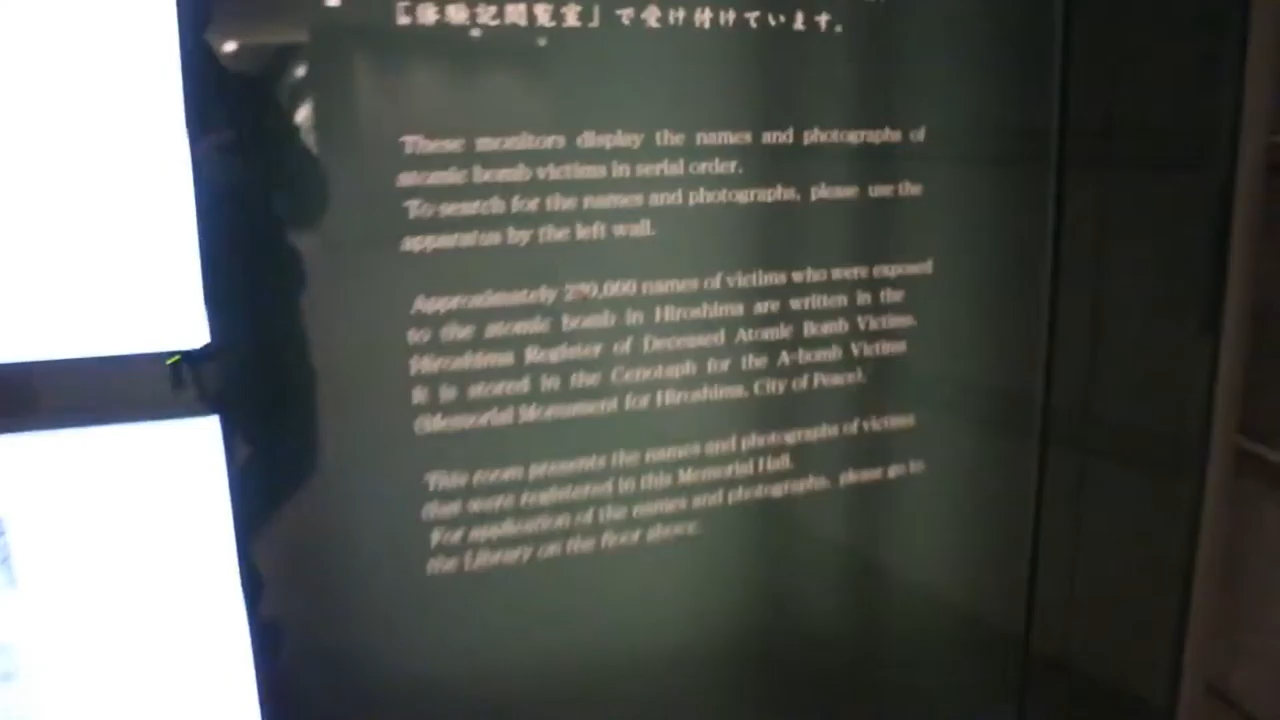 「体験記閲覧室」で受け付けています。
These monitors display the names and photographs of
atomic bomb victims in serial order.
To search for the names and photographs, please use the
apparatus by the left wall.
Approximately names of victims who were exposed
to the atomic bomb in Hiroshima are written in the
Hiroshima Register of Deceased Atomic Bomb Victims.
It is stored in the Cenotaph for the A-bomb Victims
(Memorial Monument for Hiroshima, City of Peace).
This room presents the names and photographs of victims
that were registered in this Memorial Hall.
For application of the names and photographs, please go to
the Library on the floor above.